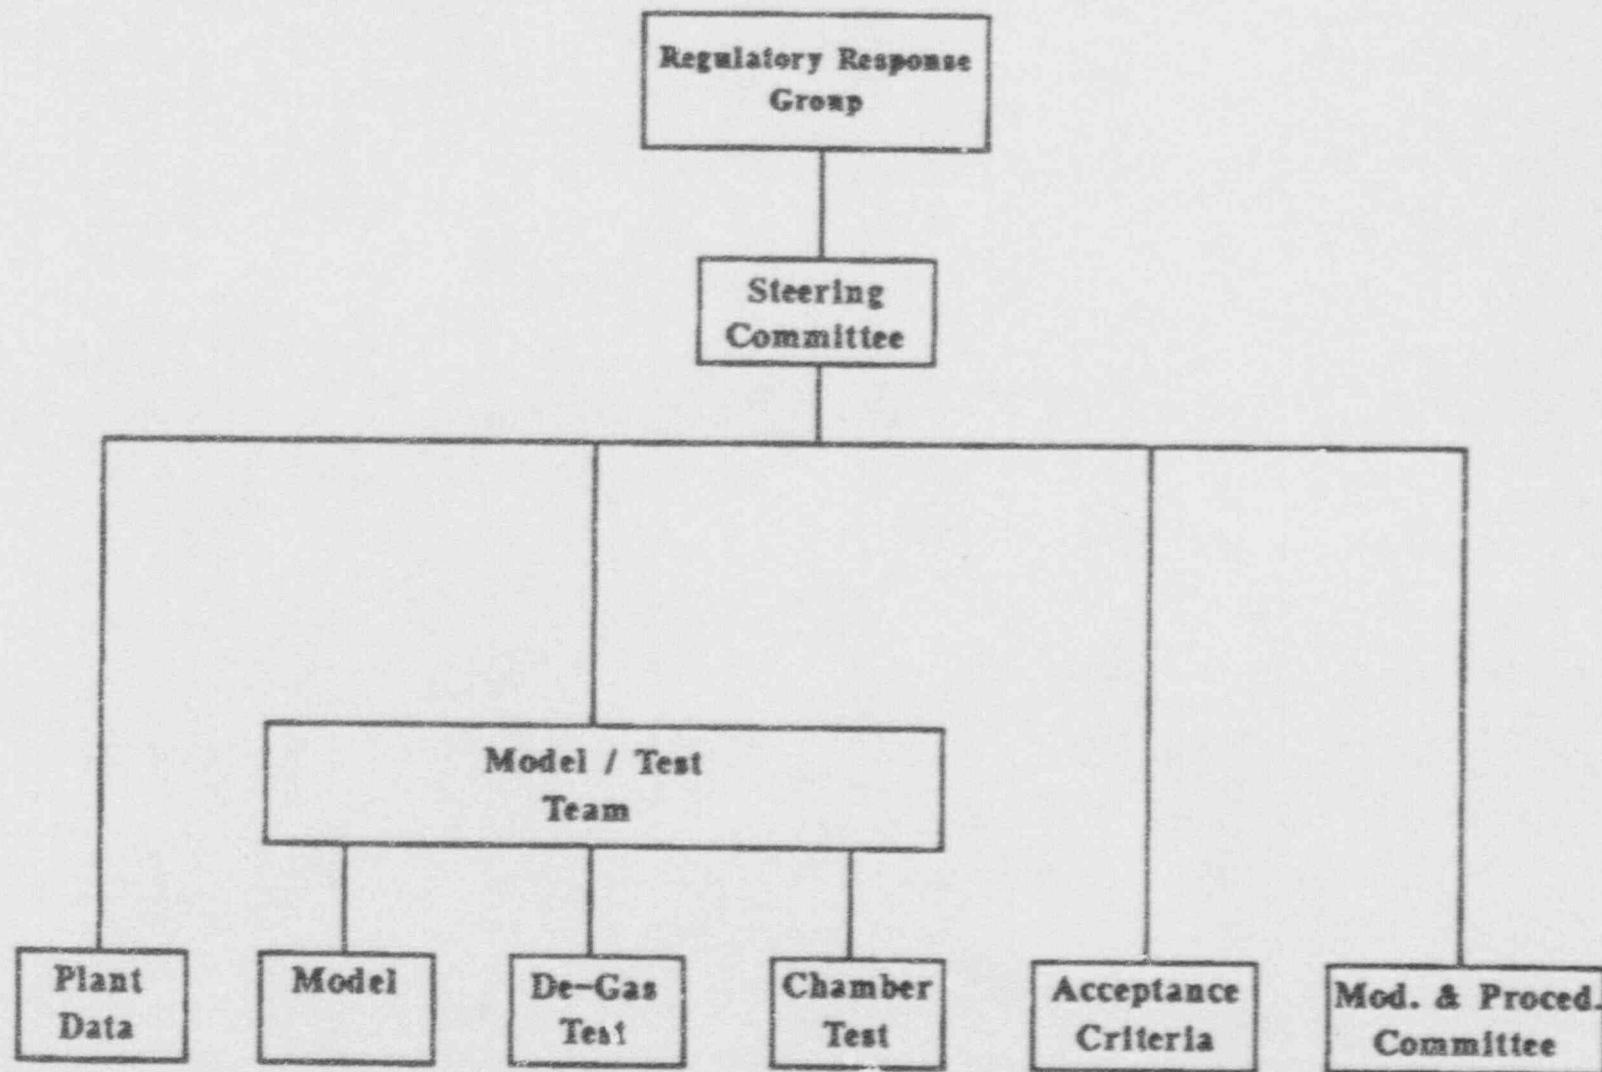 Regulatory Response
Group
Steering
Committee
Model / Test
Team
Plant
Data
Model
De-Gas
Test
Chamber
Test
Acceptance
Criteria
Mod. & Proced.
Committee